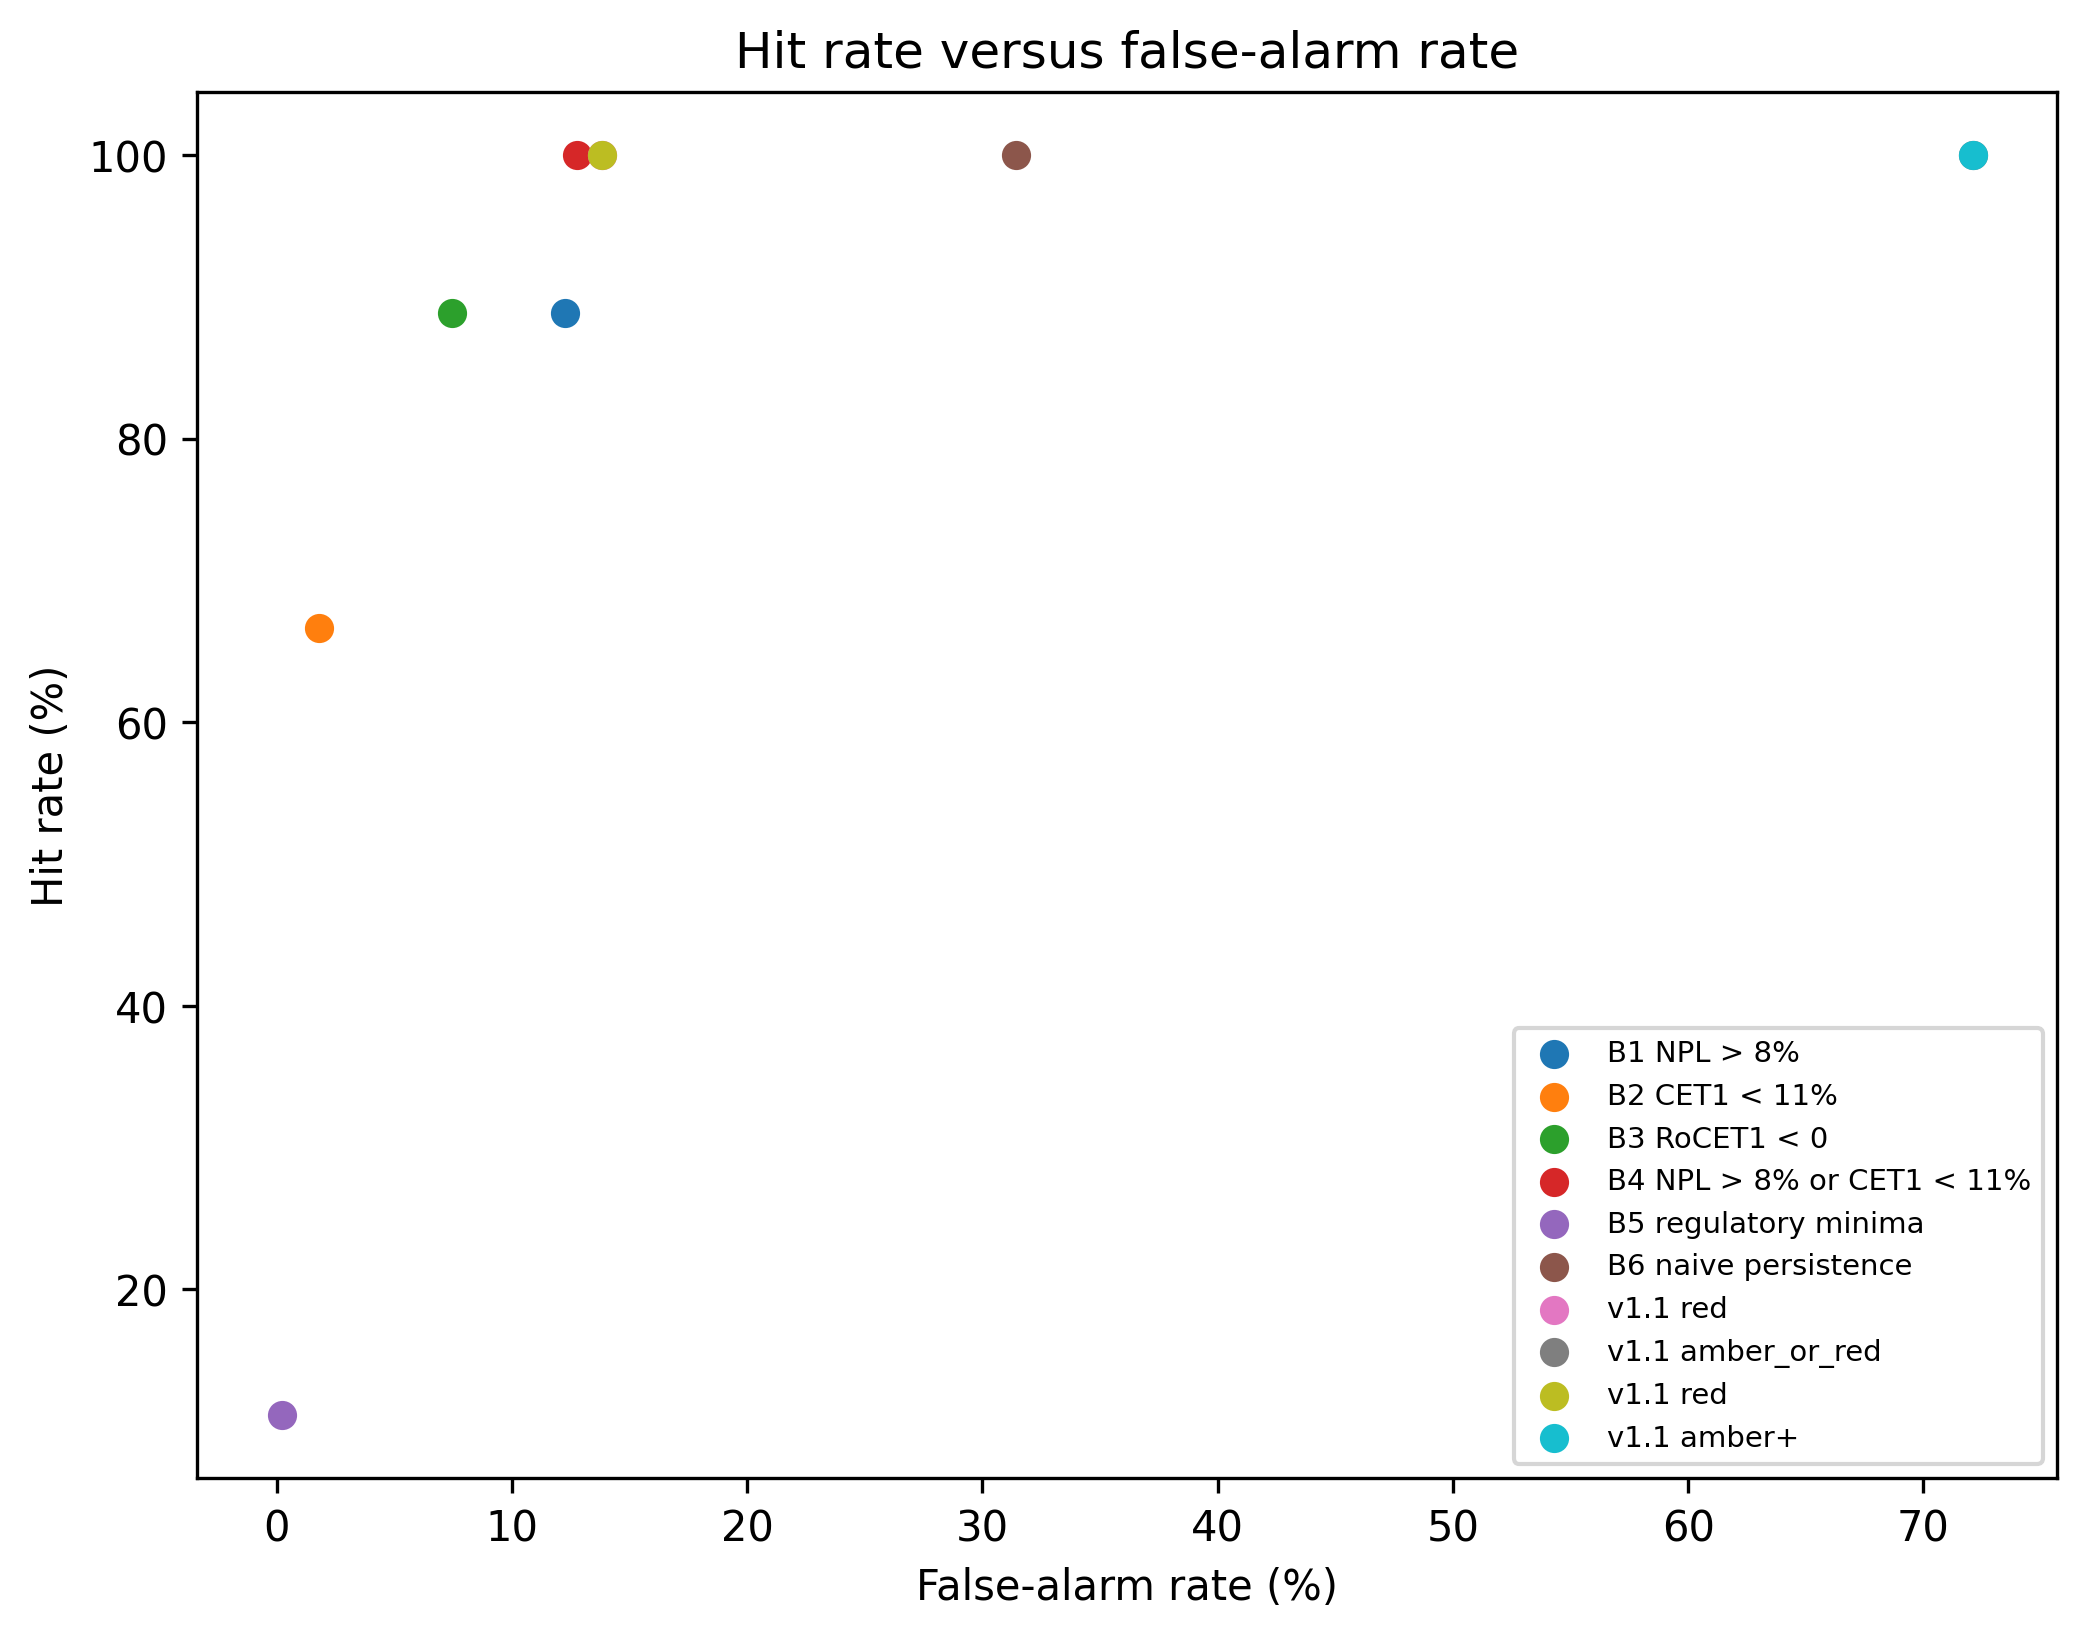 Hit rate versus false-alarm rate
100
80
60
40
20
Hit rate (%)
B1 NPL > 8%
B2 CET1 < 11%
B3 RoCET1 < 0
B4 NPL > 8% or CET1 < 11%
B5 regulatory minima
B6 naive persistence
v1.1 red
v1.1 amber_or_red
v1.1 red
v1.1 amber+
0 10 20 30 40 50 60 70
False-alarm rate (%)